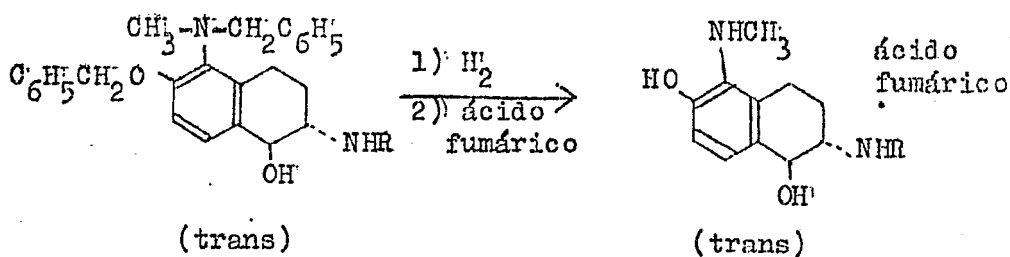 CH3-N-CH2C6H5
C6H5CH2O
NHR
OH
(trans)
1) H2
2) ácido
fumárico
NHCH3
HO
NHR
OH
(trans)
ácido
fumárico
.